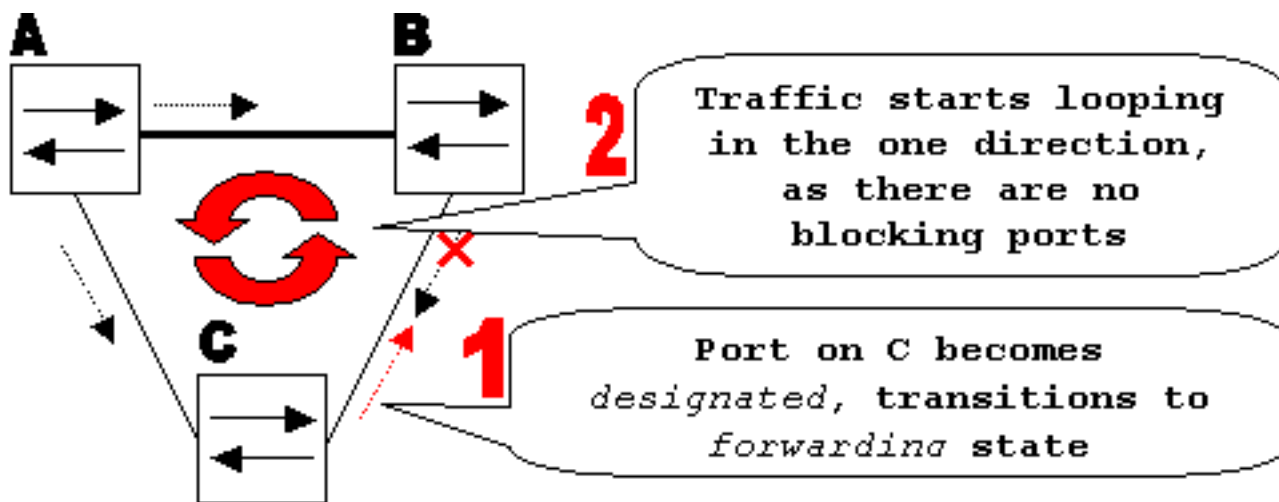 A
B
2
Traffic starts looping
in the one direction,
as there are no
blocking ports
C
1
Port on C becomes
designated, transitions to
forwarding state